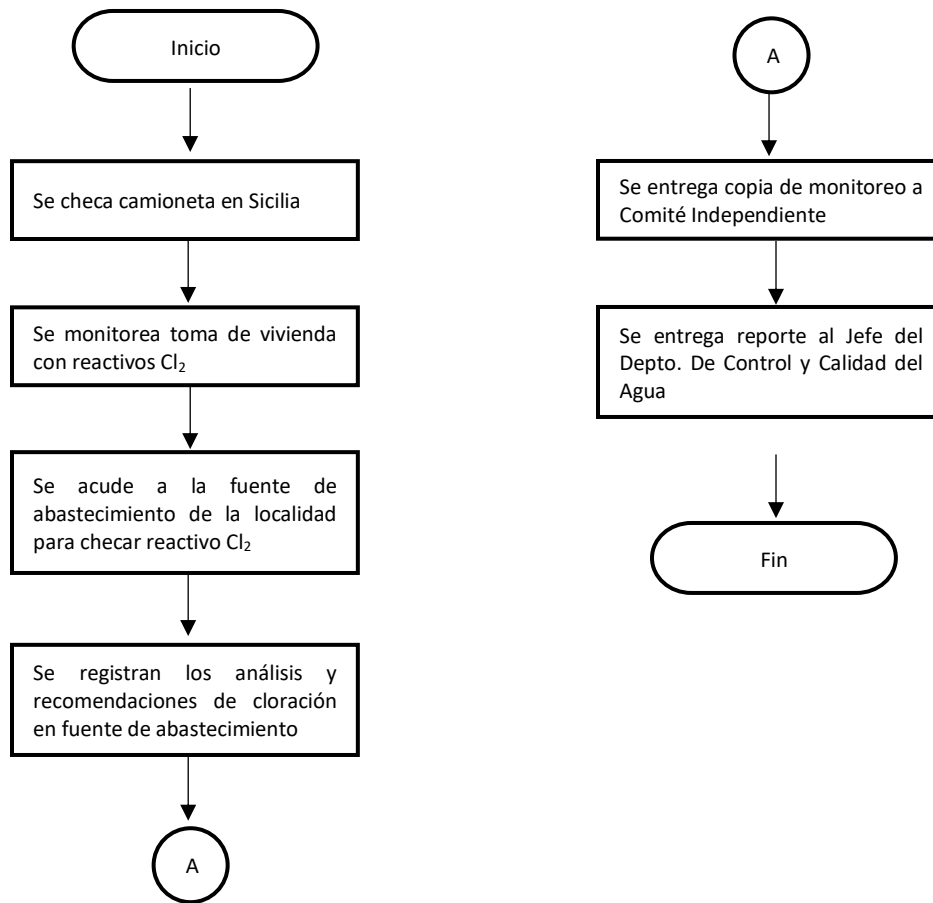 Inicio
Se checa camioneta en Sicilia
Se monitorea toma de vivienda
con reactivos Cl₂
Se acude a la fuente de
abastecimiento de la localidad
para checar reactivo Cl₂
Se registran los análisis y
recomendaciones de cloración
en fuente de abastecimiento
A
A
Se entrega copia de monitoreo a
Comité Independiente
Se entrega reporte al Jefe del
Depto. De Control y Calidad del
Agua
Fin